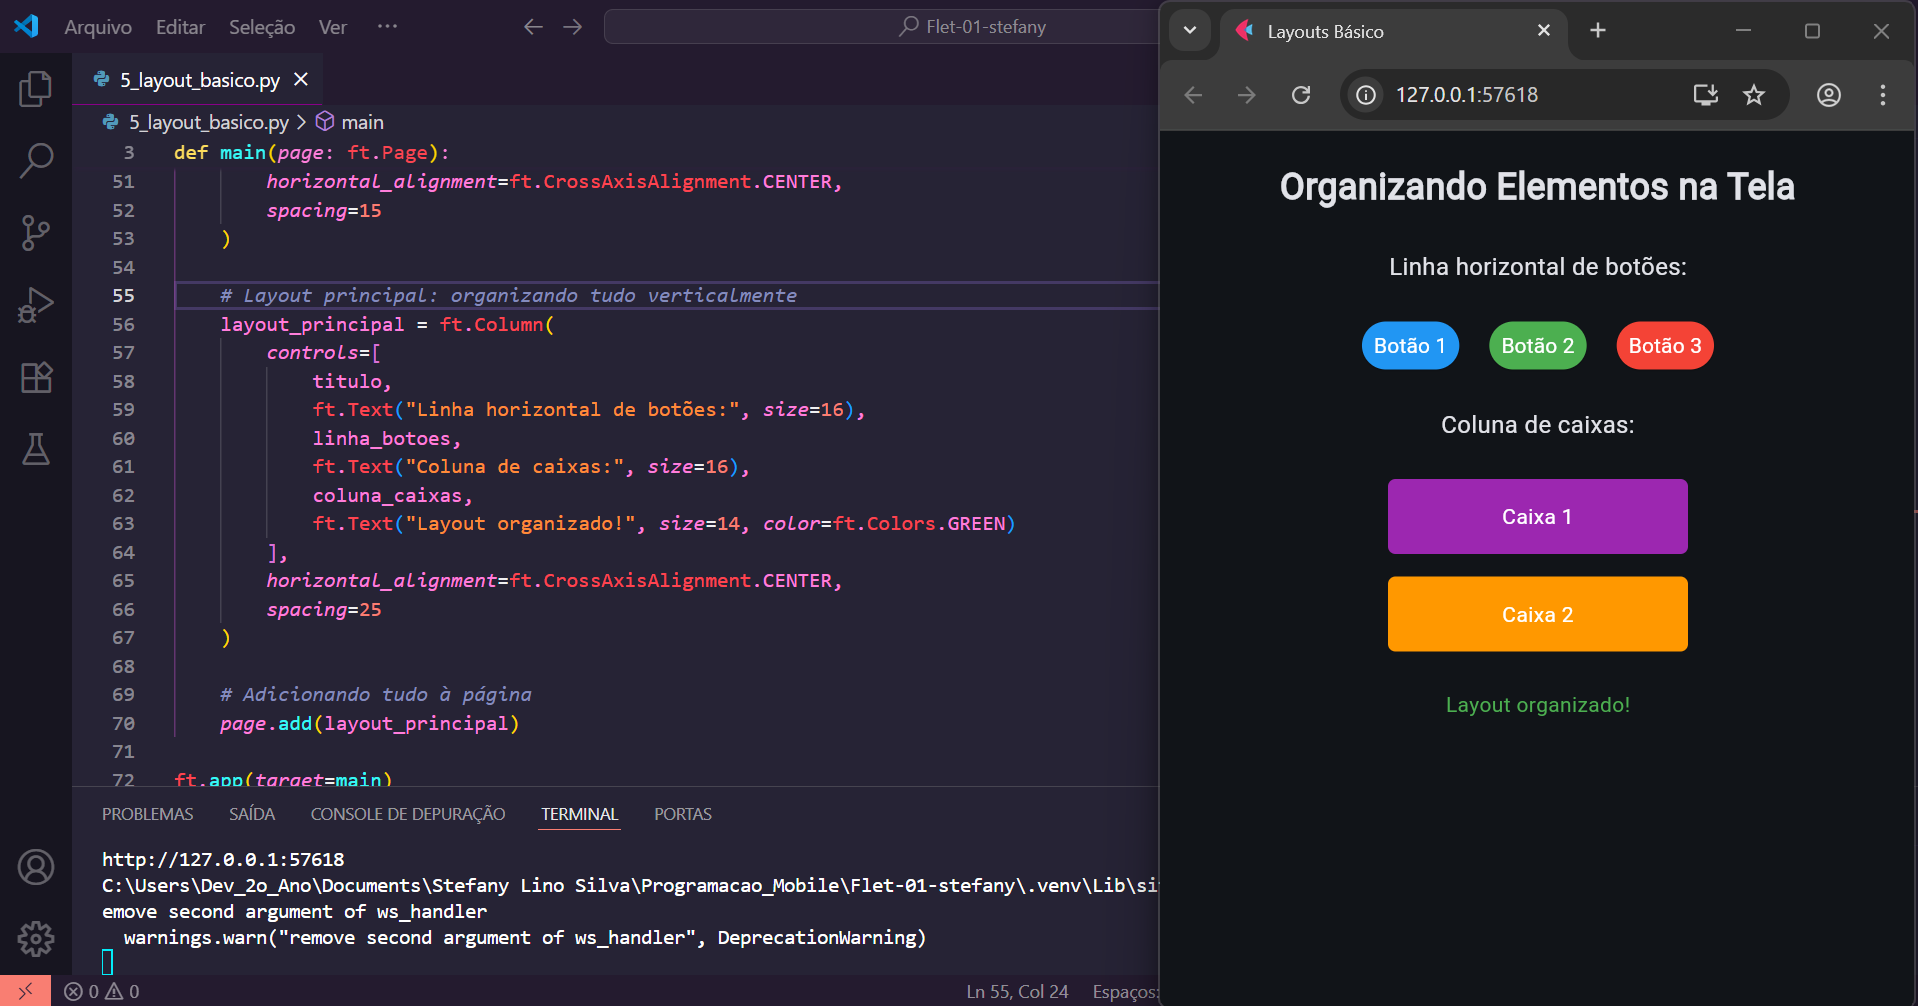 Arquivo Editar Seleção Ver ··· Flet-01-stefany
5_layout_basico.py
5_layout_basico.py > main
3 def main(page: ft.Page):
51 horizontal_alignment=ft.CrossAxisAlignment.CENTER,
52 spacing=15
53 )
54
55 # Layout principal: organizando tudo verticalmente
56 layout_principal = ft.Column(
57 controls=[
58 titulo,
59 ft.Text("Linha horizontal de botões:", size=16),
60 linha_botoes,
61 ft.Text("Coluna de caixas:", size=16),
62 coluna_caixas,
63 ft.Text("Layout organizado!", size=14, color=ft.Colors.GREEN)
64 ],
65 horizontal_alignment=ft.CrossAxisAlignment.CENTER,
66 spacing=25
67 )
68
69 # Adicionando tudo à página
70 page.add(layout_principal)
71
72 ft.app(target=main)
PROBLEMAS SAÍDA CONSOLE DE DEPURAÇÃO TERMINAL PORTAS
http://127.0.0.1:57618
C:\Users\Dev_2o_Ano\Documents\Stefany Lino Silva\Programacao_Mobile\Flet-01-stefany\.venv\Lib\si
emove second argument of ws_handler
warnings.warn("remove second argument of ws_handler", DeprecationWarning)
0 0 Ln 55, Col 24 Espaços:
Layouts Básico
127.0.0.1:57618
Organizando Elementos na Tela
Linha horizontal de botões:
Botão 1 Botão 2 Botão 3
Coluna de caixas:
Caixa 1
Caixa 2
Layout organizado!